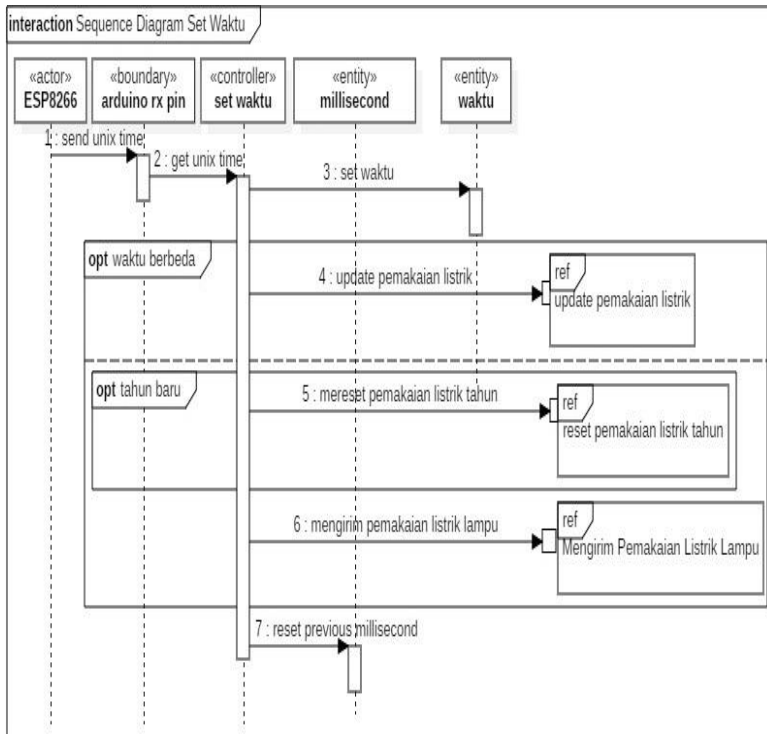 interaction Sequence Diagram Set Waktu
«actor»
ESP8266
«boundary»
arduino rx pin
«controller»
set waktu
«entity»
millisecond
«entity»
waktu
1 : send unix time
2 : get unix time
3 : set waktu
opt waktu berbeda
4 : update pemakaian listrik
ref
update pemakaian listrik
opt tahun baru
5 : mereset pemakaian listrik tahun
ref
reset pemakaian listrik tahun
6 : mengirim pemakaian listrik lampu
ref
Mengirim Pemakaian Listrik Lampu
7 : reset previous millisecond